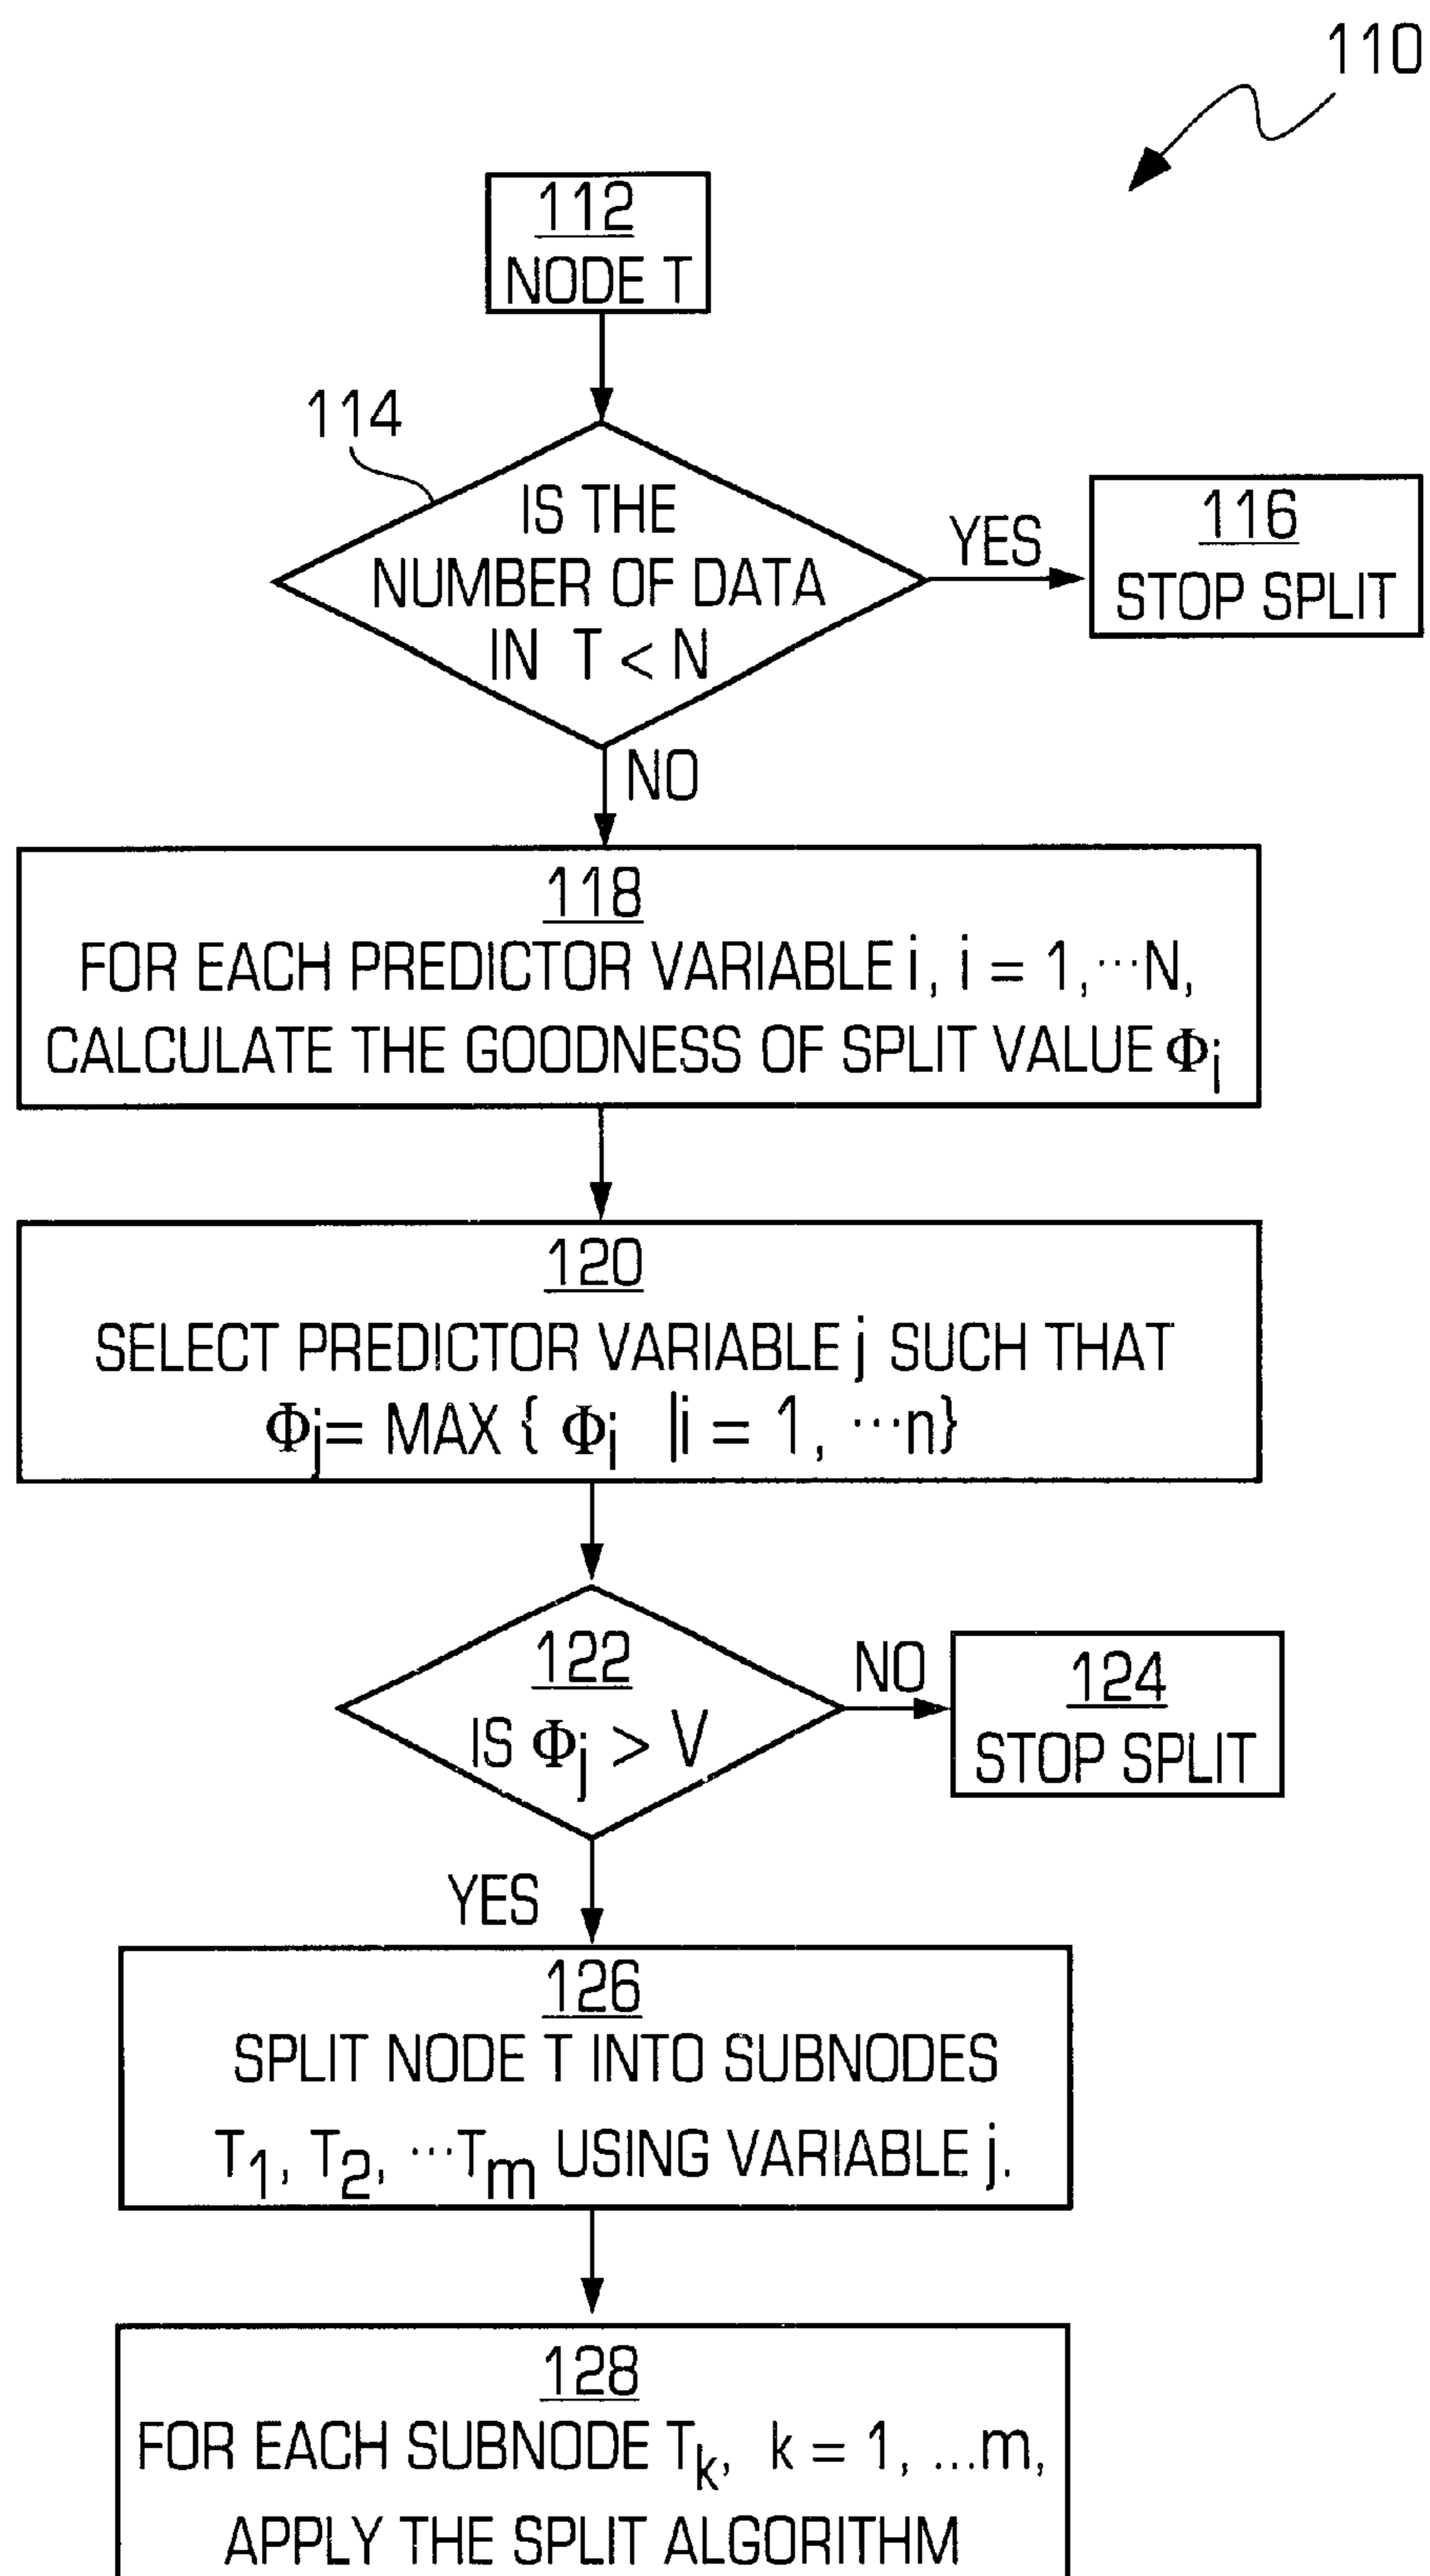 110
112
NODE T
114
IS THE
NUMBER OF DATA
IN T < N
YES
116
STOP SPLIT
NO
118
FOR EACH PREDICTOR VARIABLE i, i = 1,···N,
CALCULATE THE GOODNESS OF SPLIT VALUE Φi
120
SELECT PREDICTOR VARIABLE j SUCH THAT
Φj= MAX { Φi |i = 1, ···n}
122
IS Φj > V
NO
124
STOP SPLIT
YES
126
SPLIT NODE T INTO SUBNODES
T1, T2, ···Tm USING VARIABLE j.
128
FOR EACH SUBNODE Tk, k = 1, ...m,
APPLY THE SPLIT ALGORITHM